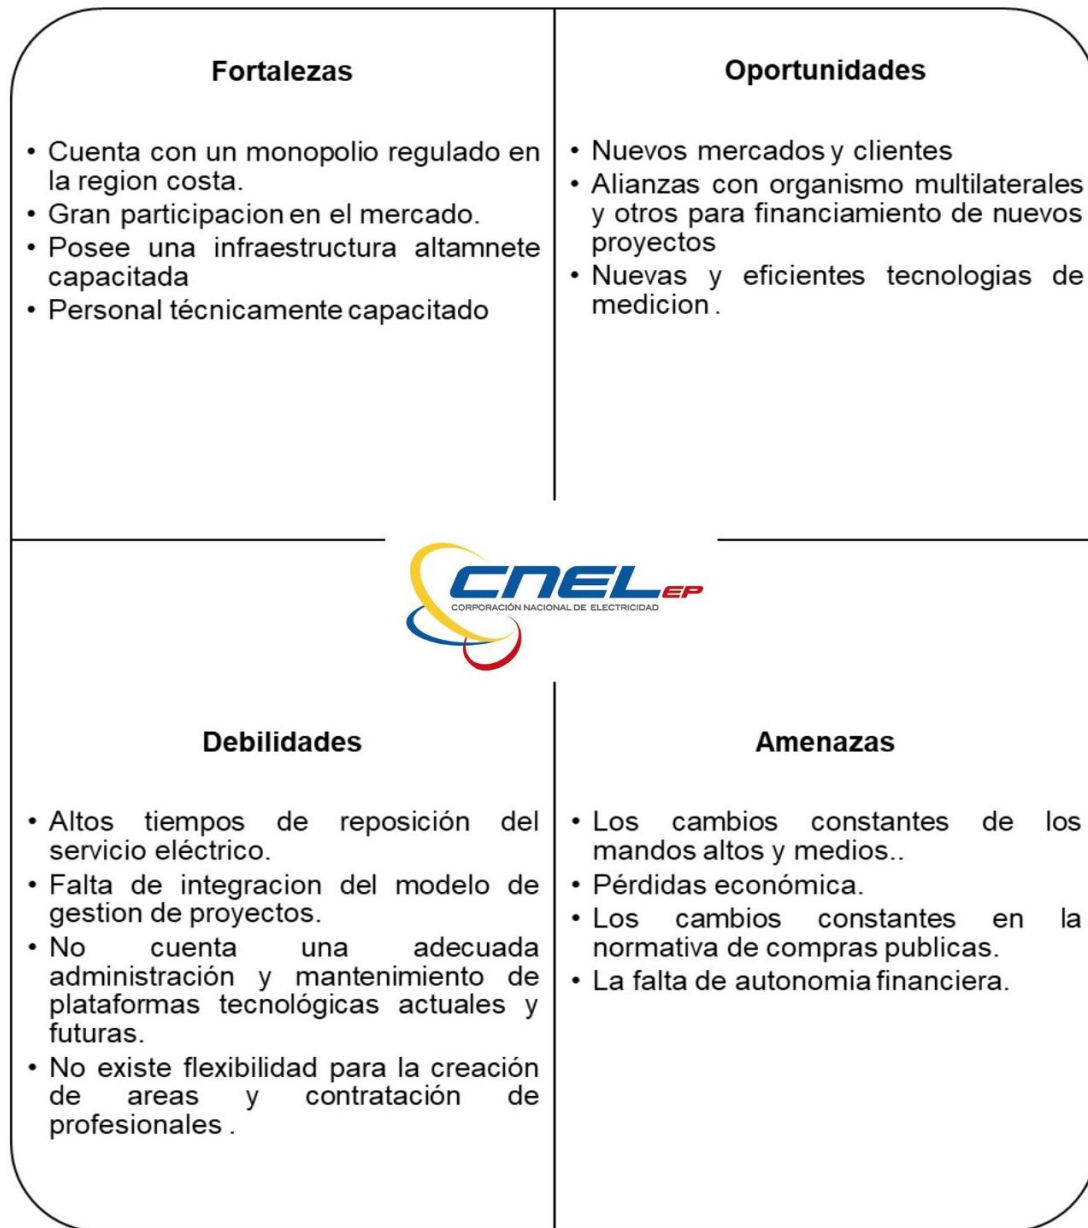 Fortalezas
• Cuenta con un monopolio regulado en
la region costa.
• Gran participacion en el mercado.
• Posee una infraestructura altamnete
capacitada
• Personal técnicamente capacitado
Oportunidades
• Nuevos mercados y clientes
• Alianzas con organismo multilaterales
y otros para financiamiento de nuevos
proyectos
• Nuevas y eficientes tecnologias de
medicion .
CNEL EP
CORPORACIÓN NACIONAL DE ELECTRICIDAD
Debilidades
• Altos tiempos de reposición del
servicio eléctrico.
• Falta de integracion del modelo de
gestion de proyectos.
• No cuenta una adecuada
administración y mantenimiento de
plataformas tecnológicas actuales y
futuras.
• No existe flexibilidad para la creación
de areas y contratación de
profesionales .
Amenazas
• Los cambios constantes de los
mandos altos y medios..
• Pérdidas económica.
• Los cambios constantes en la
normativa de compras publicas.
• La falta de autonomia financiera.